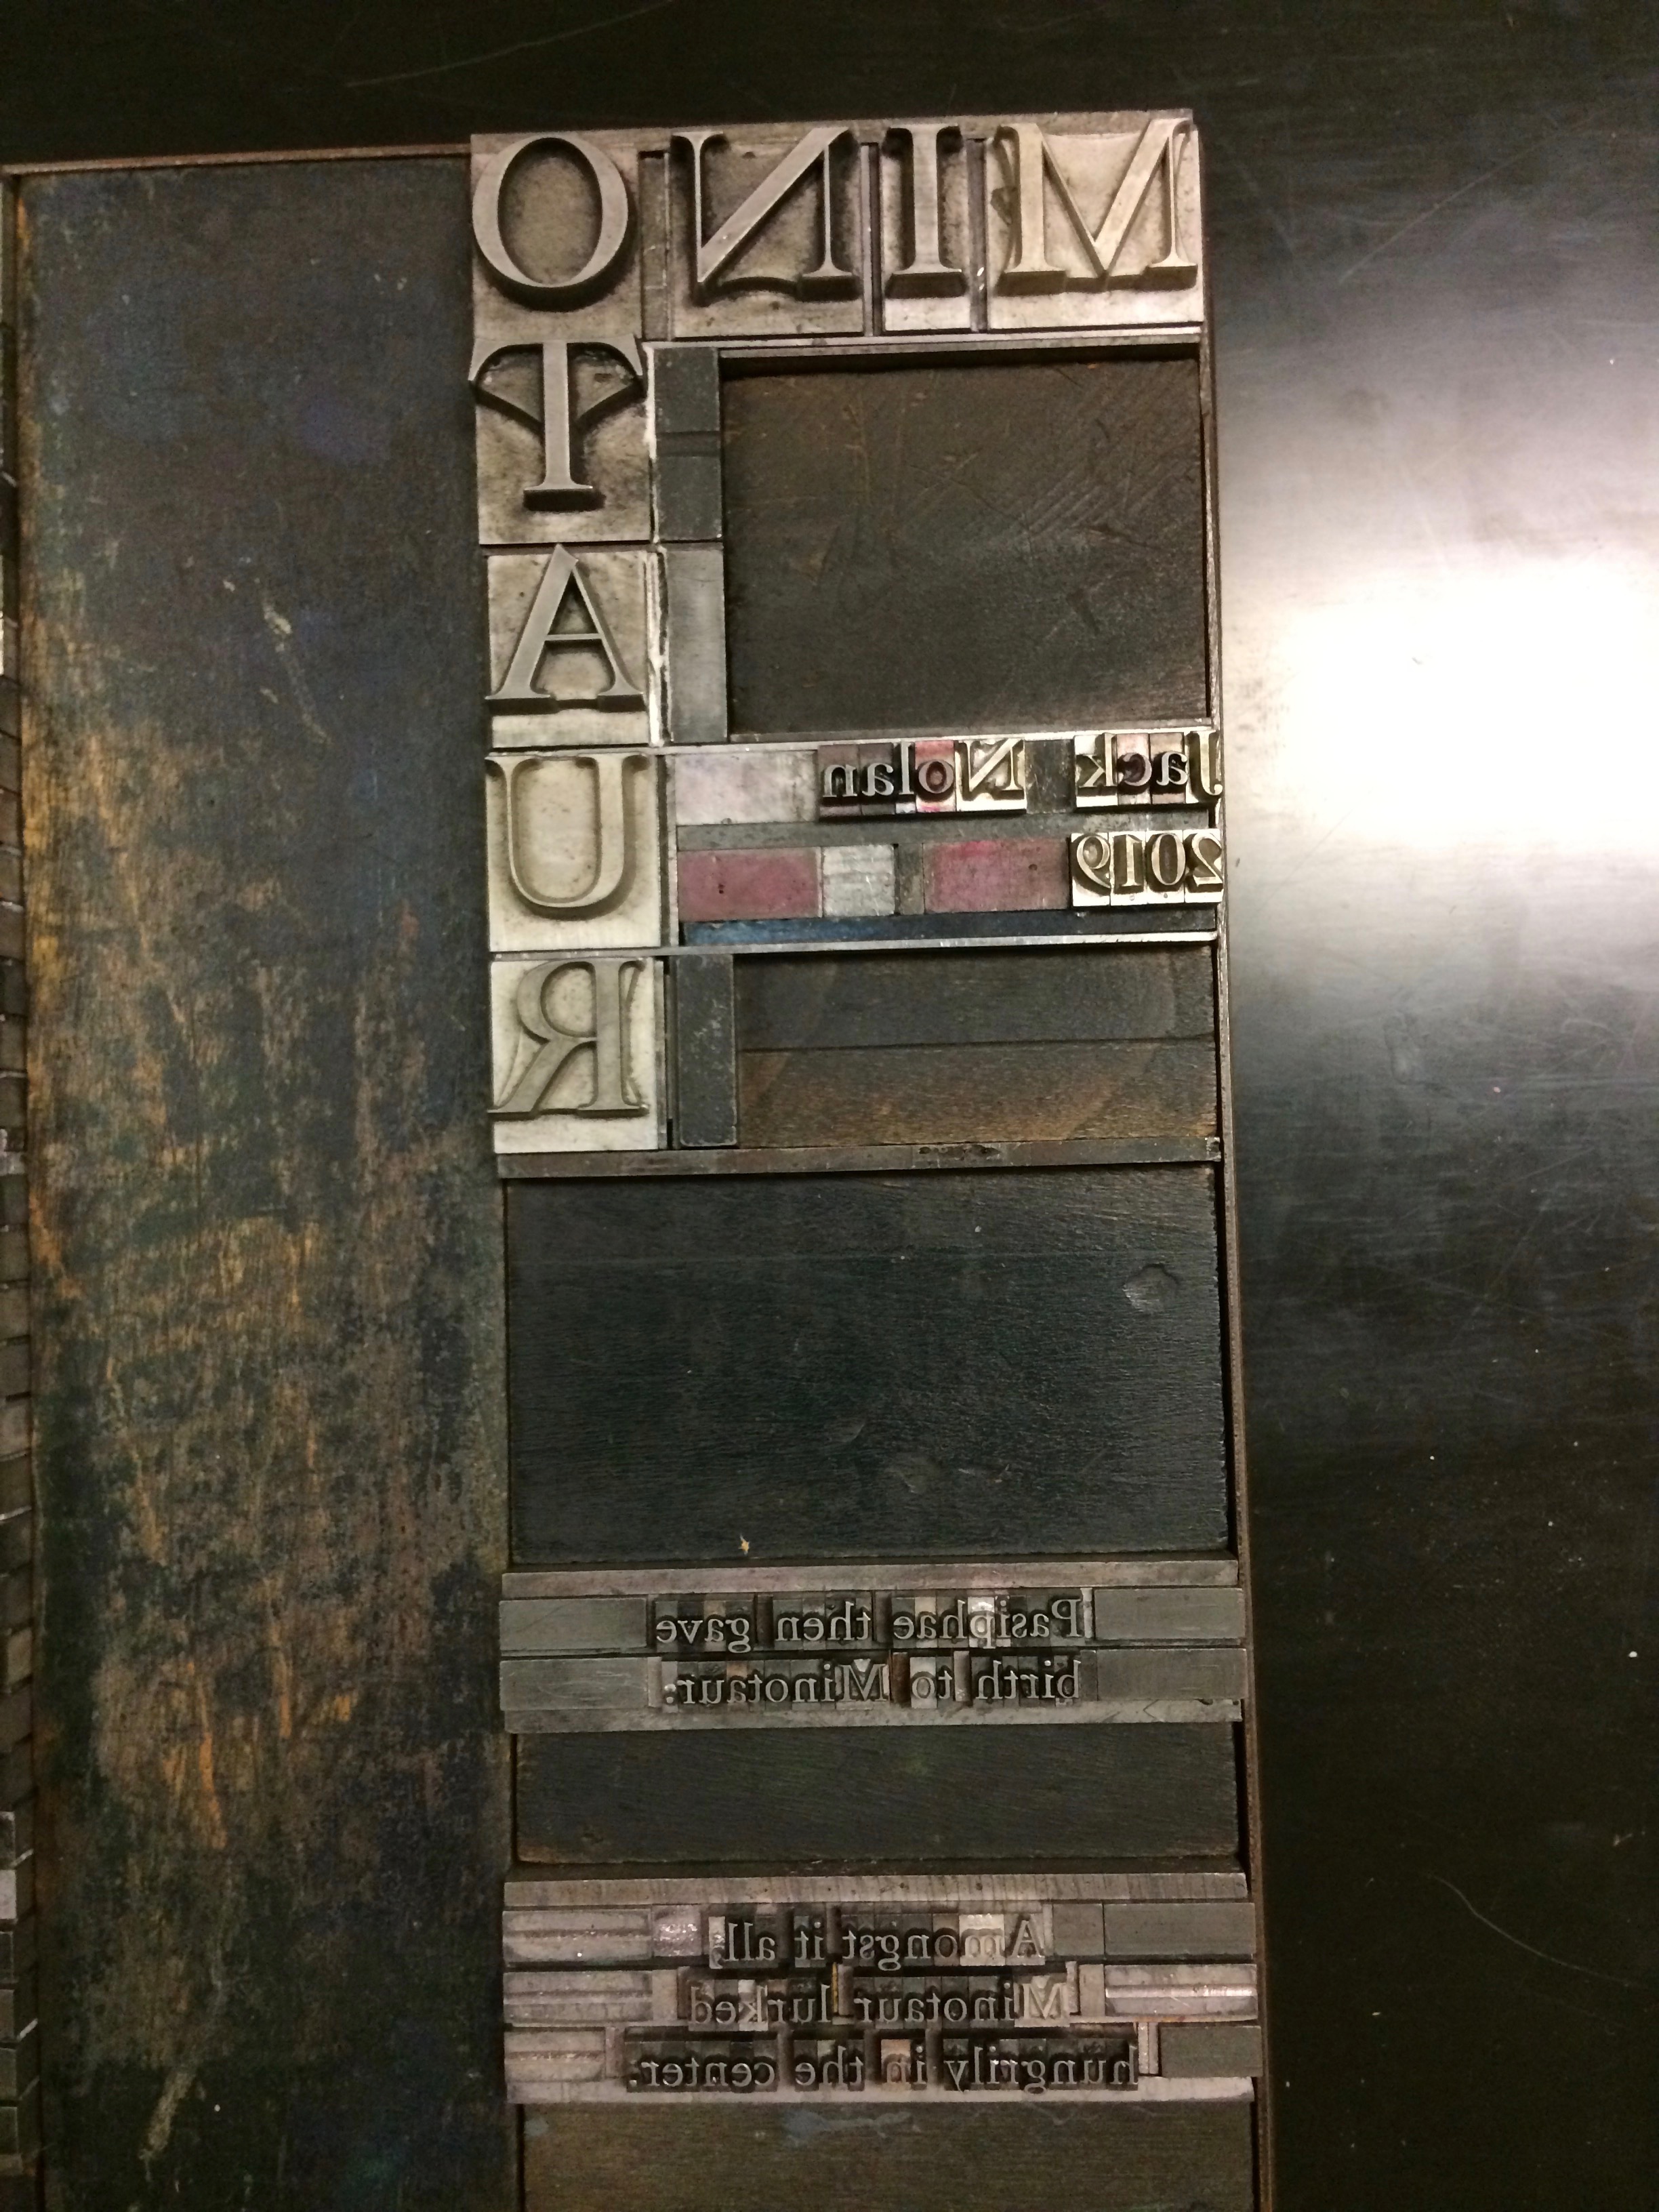 MINO
T
A
U
R
Jack Nolan
2019
Pasiphae then gave
birth to Minotaur.
Amongst it all,
Minotaur lurked
hungrily in the center.